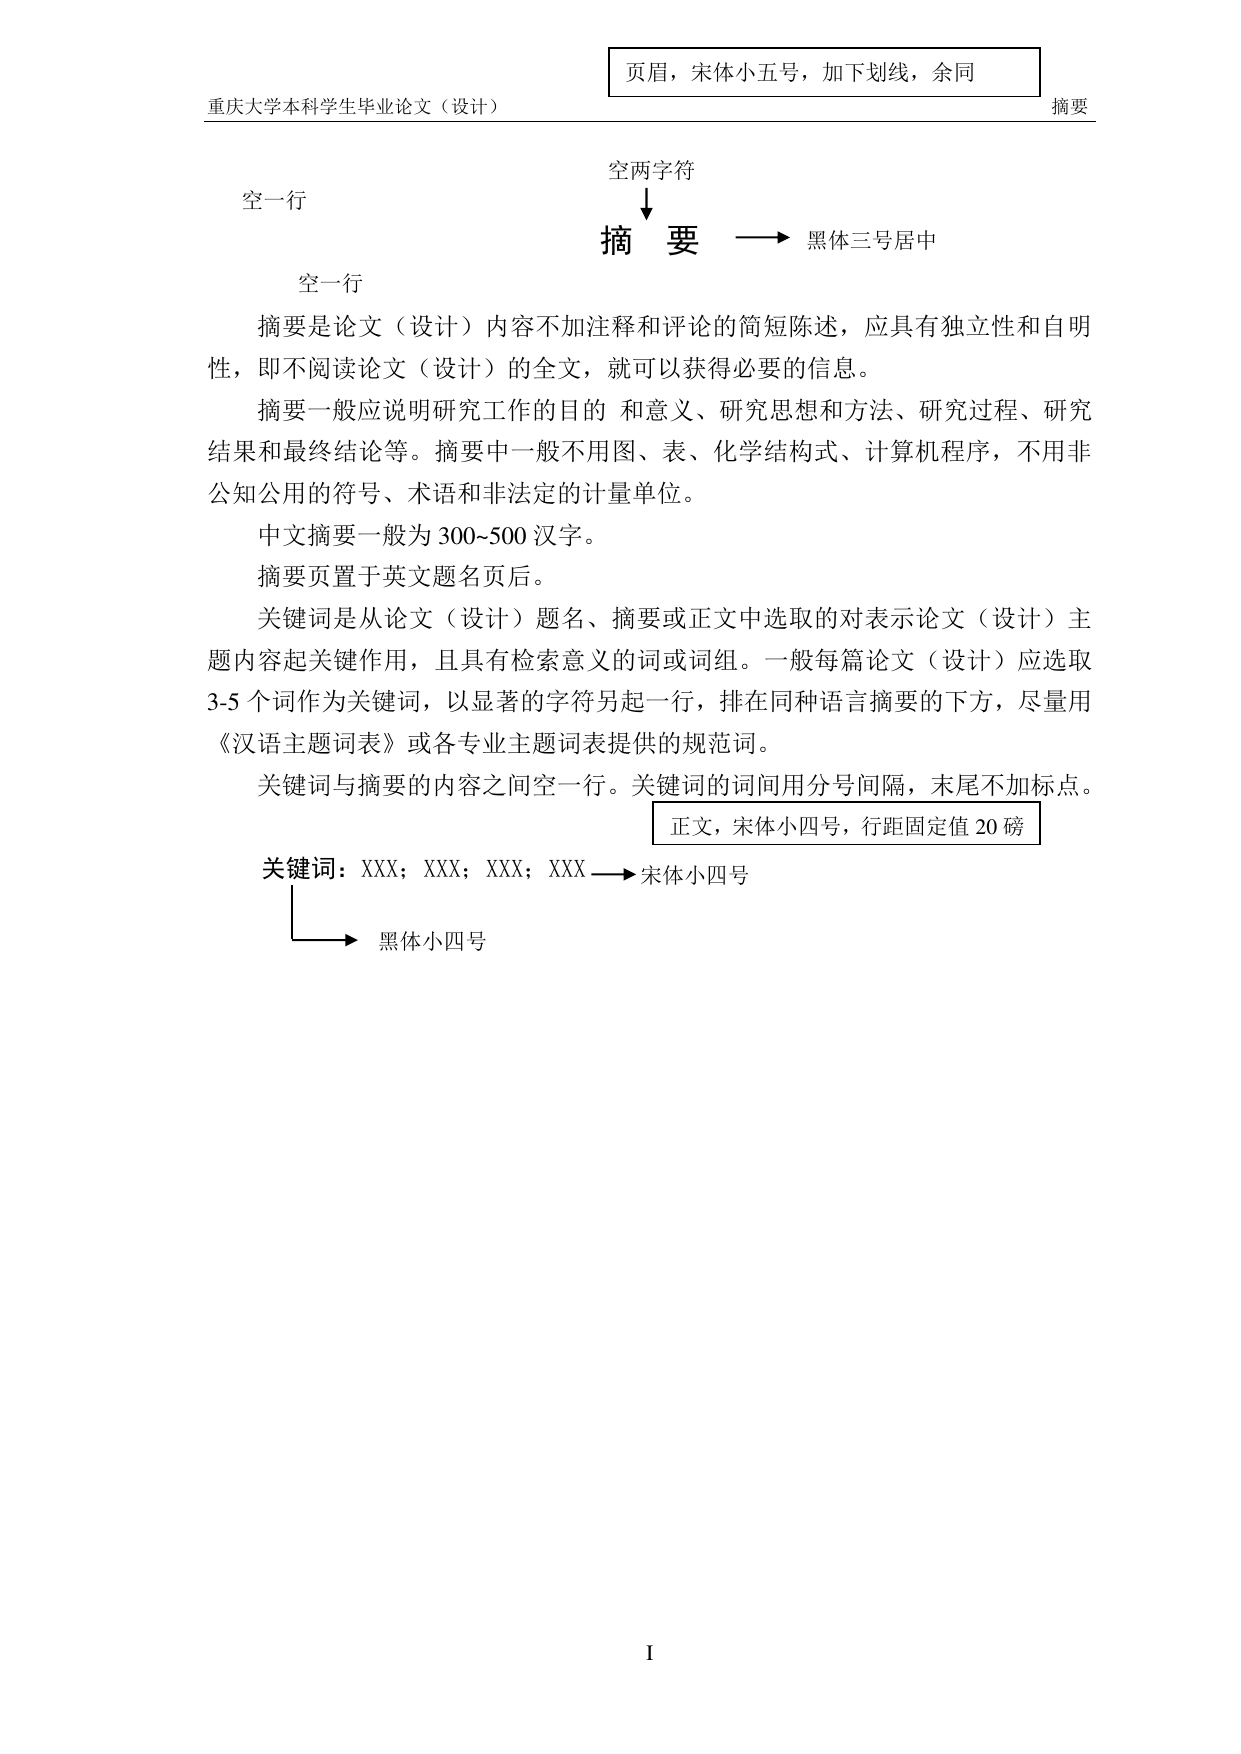 页眉，宋体小五号，加下划线，余同
重庆大学本科学生毕业论文（设计） 摘要
空两字符
空一行
摘 要 黑体三号居中
空一行
摘要是论文（设计）内容不加注释和评论的简短陈述，应具有独立性和自明
性，即不阅读论文（设计）的全文，就可以获得必要的信息。
摘要一般应说明研究工作的目的 和意义、研究思想和方法、研究过程、研究
结果和最终结论等。摘要中一般不用图、表、化学结构式、计算机程序，不用非
公知公用的符号、术语和非法定的计量单位。
中文摘要一般为 300~500 汉字。
摘要页置于英文题名页后。
关键词是从论文（设计）题名、摘要或正文中选取的对表示论文（设计）主
题内容起关键作用，且具有检索意义的词或词组。一般每篇论文（设计）应选取
3-5 个词作为关键词，以显著的字符另起一行，排在同种语言摘要的下方，尽量用
《汉语主题词表》或各专业主题词表提供的规范词。
关键词与摘要的内容之间空一行。关键词的词间用分号间隔，末尾不加标点。
正文，宋体小四号，行距固定值 20 磅
关键词：XXX；XXX；XXX；XXX 宋体小四号
黑体小四号
I